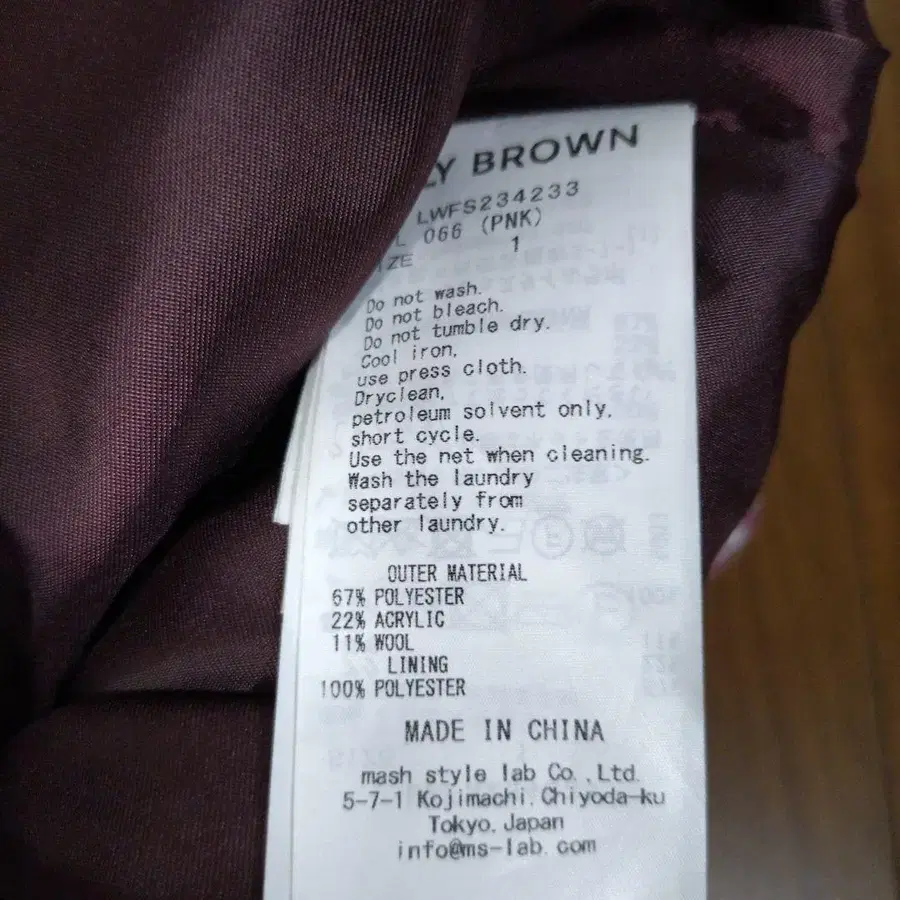 LY BROWN
LWFS234233
L 066 (PNK)
IZE 1
Do not wash.
Do not bleach.
Do not tumble dry.
Cool iron,
use press cloth.
Dryclean,
petroleum solvent only,
short cycle.
Use the net when cleaning.
Wash the laundry
separately from
other laundry.
OUTER MATERIAL
67% POLYESTER
22% ACRYLIC
11% WOOL
LINING
100% POLYESTER
MADE IN CHINA
mash style lab Co.,Ltd.
5-7-1 Kojimachi,Chiyoda-ku
Tokyo,Japan
info@ms-lab.com